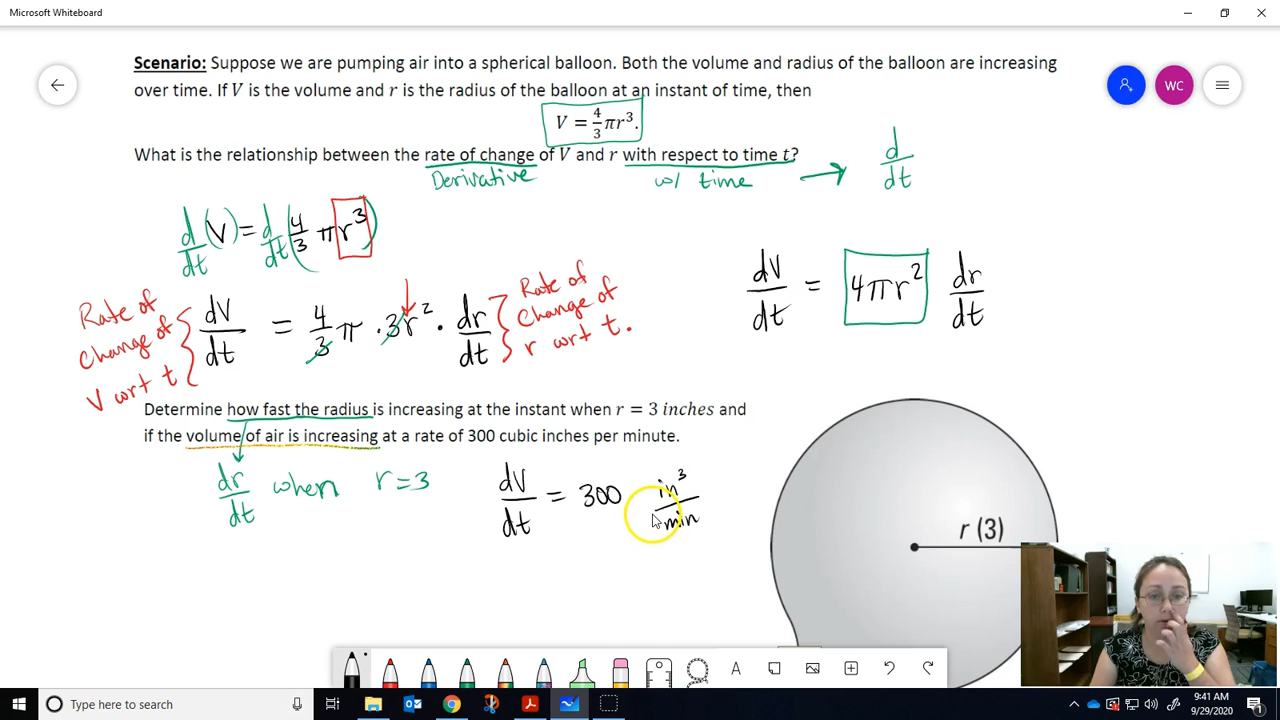 Microsoft Whiteboard
Scenario: Suppose we are pumping air into a spherical balloon. Both the volume and radius of the balloon are increasing
over time. If V is the volume and r is the radius of the balloon at an instant of time, then
V = 4/3 πr³.
What is the relationship between the rate of change of V and r with respect to time t?
Derivative w/ time → d/dt
d/dt (V) = d/dt (4/3 πr³)
Rate of Change of V wrt t { dV/dt = 4/3 π · 3r² · dr/dt } Rate of Change of r wrt t.
dV/dt = 4πr² dr/dt
Determine how fast the radius is increasing at the instant when r = 3 inches and
if the volume of air is increasing at a rate of 300 cubic inches per minute.
dr/dt when r=3
dV/dt = 300 in³/min
r (3)
WC
A
Type here to search
9:41 AM
9/29/2020